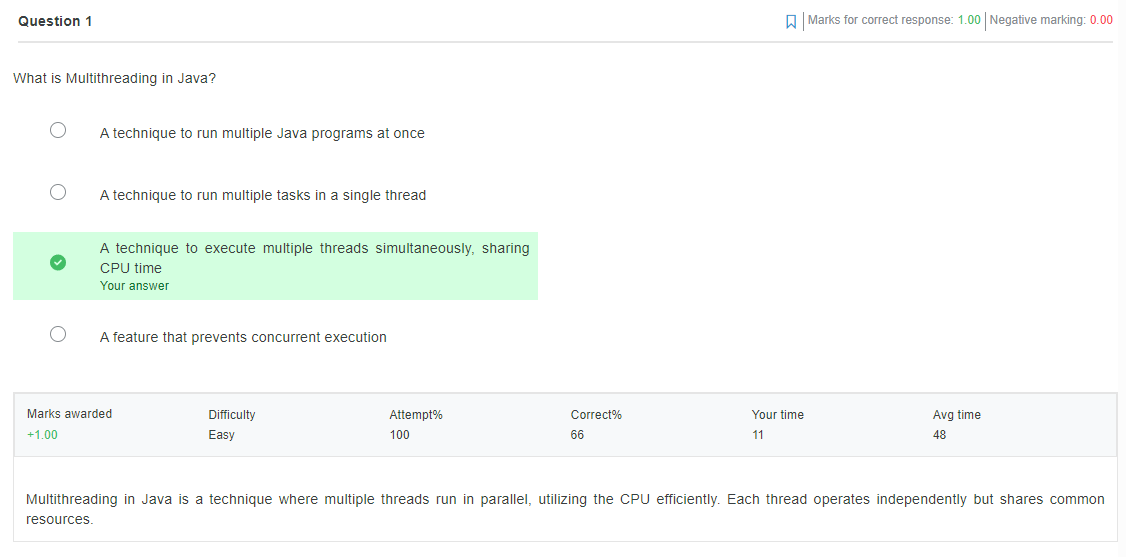 Question 1
Marks for correct response: 1.00 Negative marking: 0.00
What is Multithreading in Java?
A technique to run multiple Java programs at once
A technique to run multiple tasks in a single thread
A technique to execute multiple threads simultaneously, sharing
CPU time
Your answer
A feature that prevents concurrent execution
Marks awarded Difficulty Attempt% Correct% Your time Avg time
+1.00 Easy 100 66 11 48
Multithreading in Java is a technique where multiple threads run in parallel, utilizing the CPU efficiently. Each thread operates independently but shares common
resources.